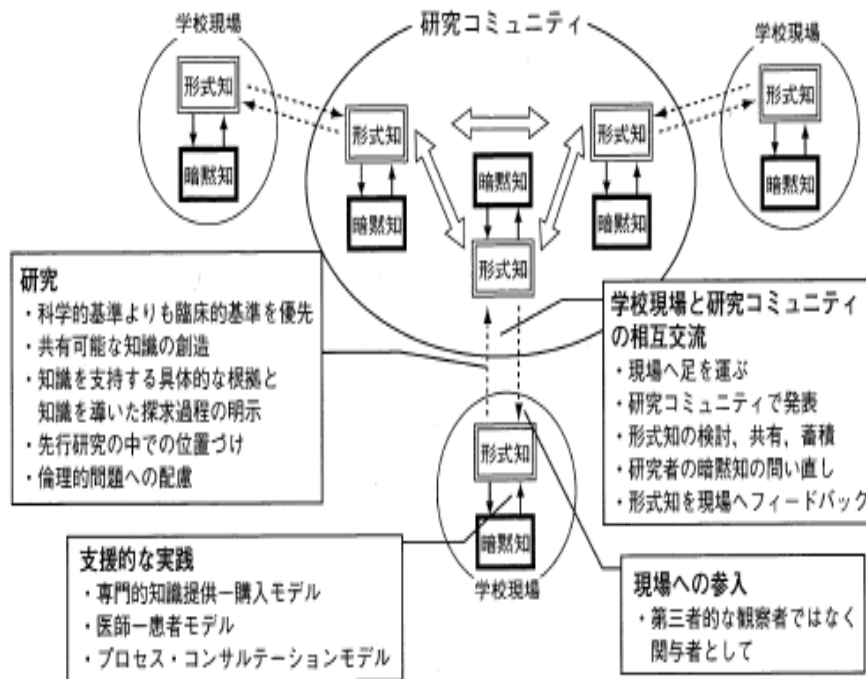 学校現場
研究コミュニティ
学校現場
形式知
暗黙知
形式知
暗黙知
暗黙知
形式知
形式知
暗黙知
形式知
暗黙知
研究
・科学的基準よりも臨床的基準を優先
・共有可能な知識の創造
・知識を支持する具体的な根拠と
知識を導いた探求過程の明示
・先行研究の中での位置づけ
・倫理的問題への配慮
学校現場と研究コミュニティ
の相互交流
・現場へ足を運ぶ
・研究コミュニティで発表
・形式知の検討、共有、蓄積
・研究者の暗黙知の問い直し
・形式知を現場へフィードバック
形式知
暗黙知
学校現場
支援的な実践
・専門的知識提供ー購入モデル
・医師ー患者モデル
・プロセス・コンサルテーションモデル
現場への参入
・第三者的な観察者ではなく
関与者として